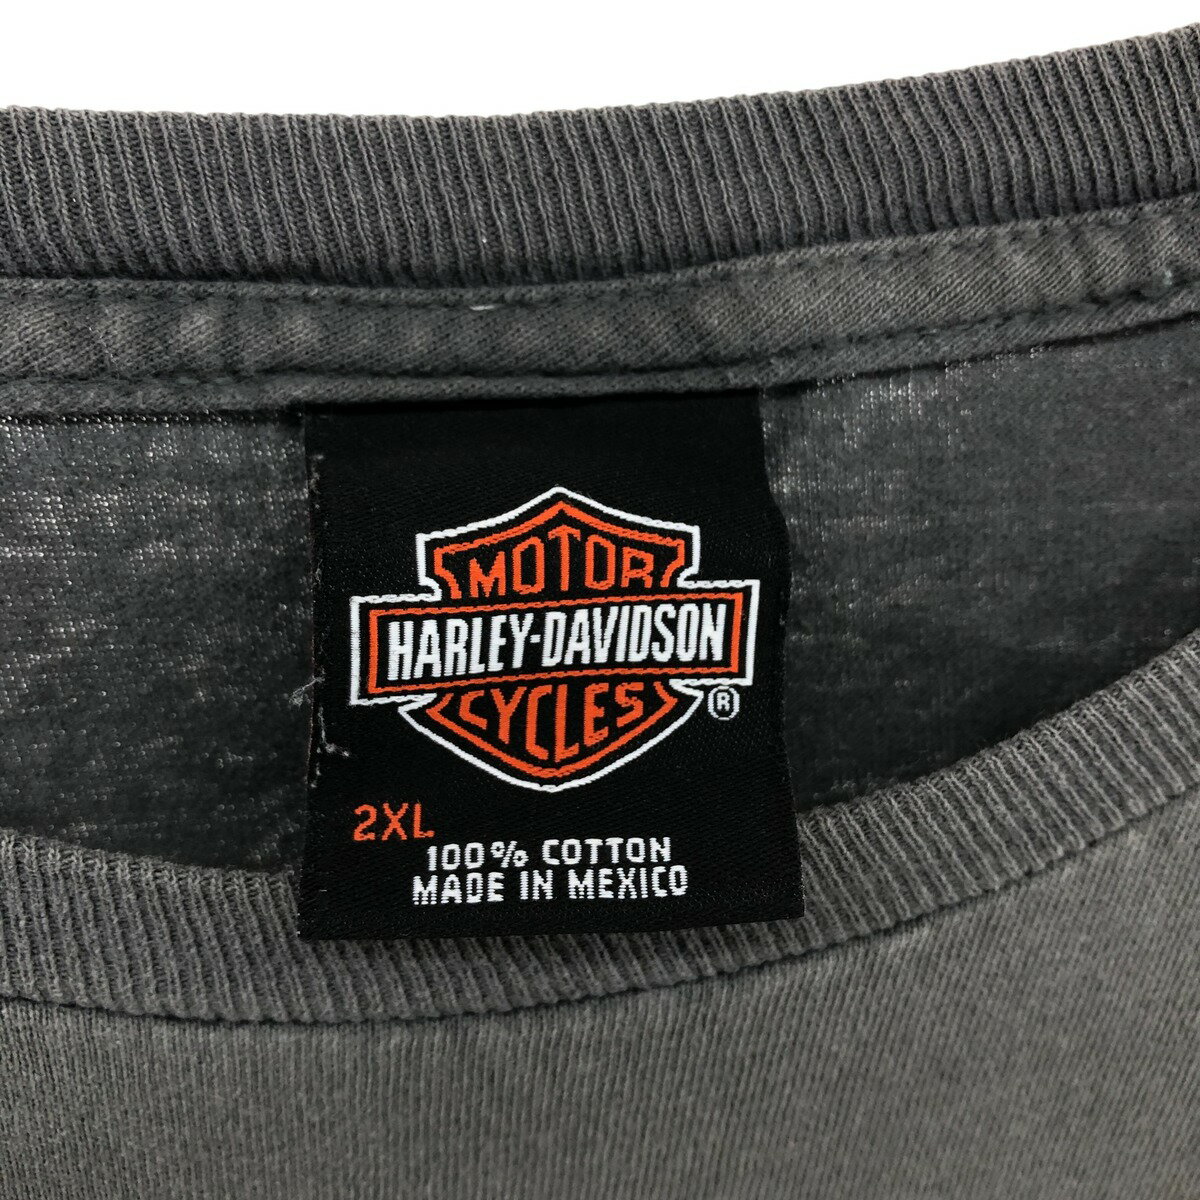 MOTOR
HARLEY-DAVIDSON
CYCLES
®
2XL
100% COTTON
MADE IN MEXICO